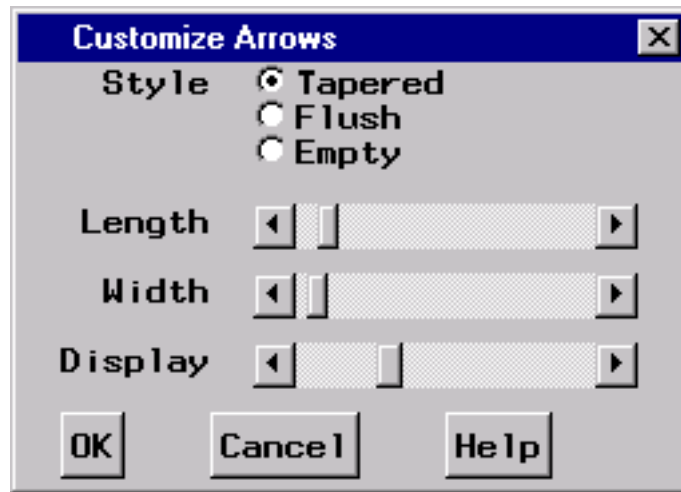 Customize Arrows
Style Tapered
Flush
Empty
Length
Width
Display
OK Cancel Help